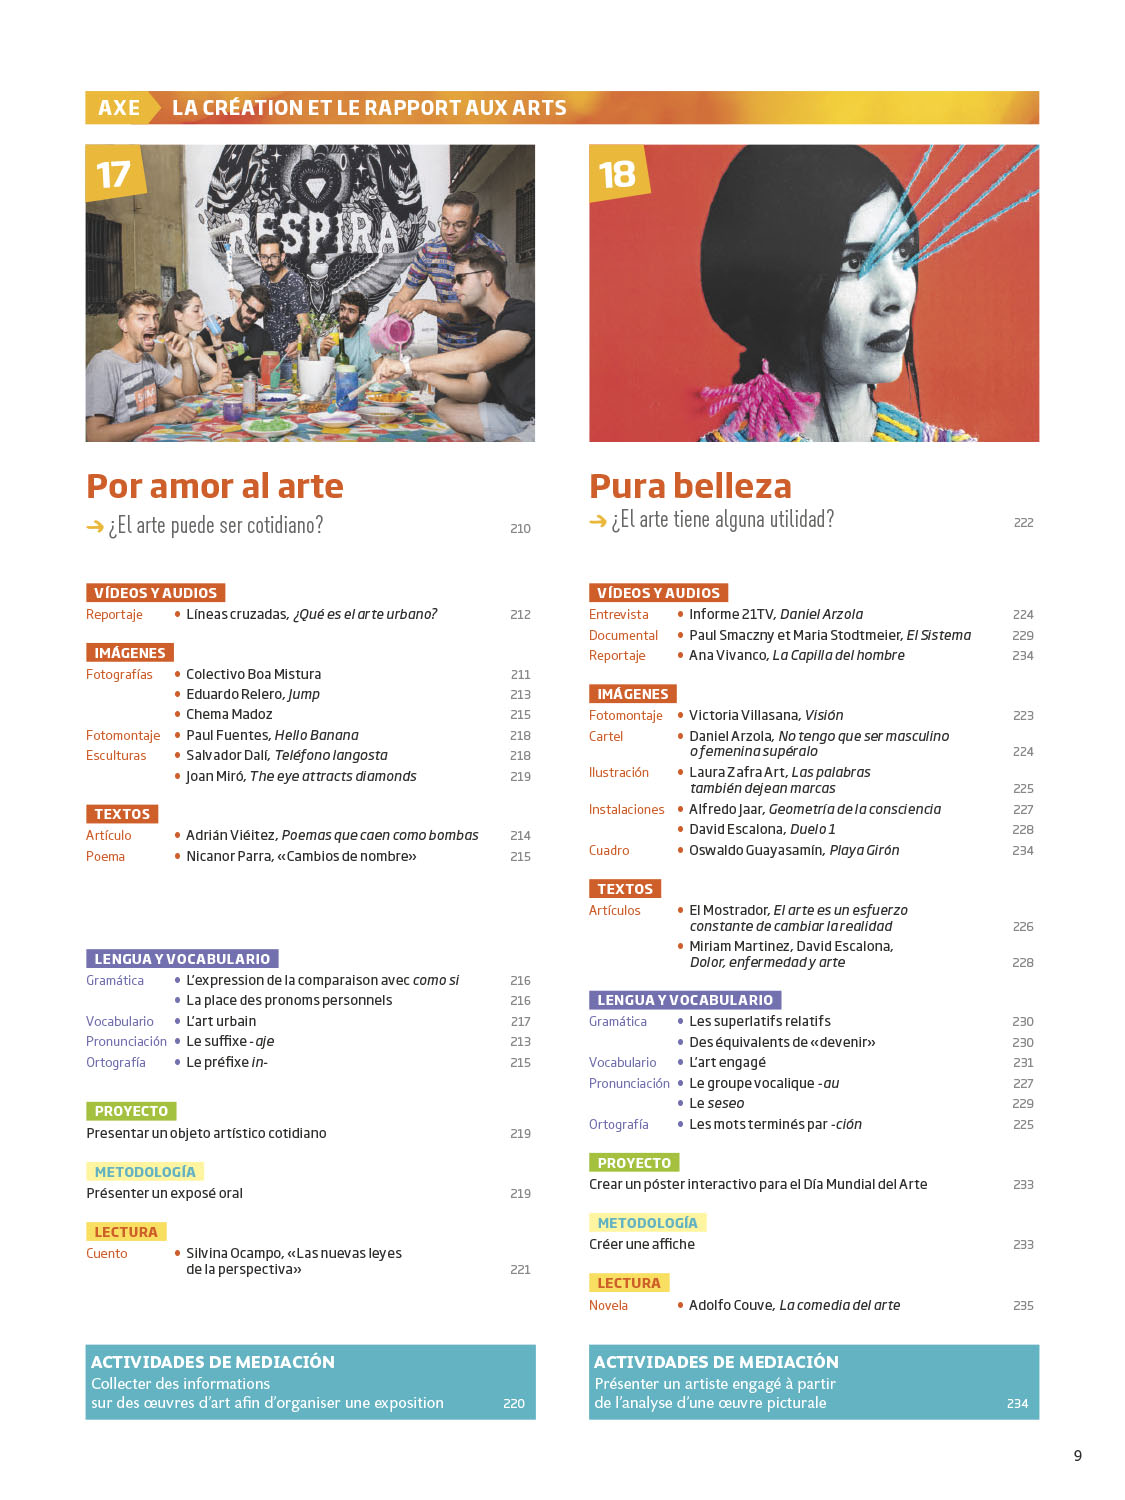 AXE LA CRÉATION ET LE RAPPORT AUX ARTS
17
RESPIRA
Por amor al arte
➔ ¿El arte puede ser cotidiano? 210
VÍDEOS Y AUDIOS
Reportaje • Líneas cruzadas, ¿Qué es el arte urbano? 212
IMÁGENES
Fotografías • Colectivo Boa Mistura 211
• Eduardo Relero, Jump 213
• Chema Madoz 215
Fotomontaje • Paul Fuentes, Hello Banana 218
Esculturas • Salvador Dalí, Teléfono langosta 218
• Joan Miró, The eye attracts diamonds 219
TEXTOS
Artículo • Adrián Viéitez, Poemas que caen como bombas 214
Poema • Nicanor Parra, «Cambios de nombre» 215
LENGUA Y VOCABULARIO
Gramática • L'expression de la comparaison avec como si 216
• La place des pronoms personnels 216
Vocabulario • L'art urbain 217
Pronunciación • Le suffixe -aje 213
Ortografía • Le préfixe in- 215
PROYECTO
Presentar un objeto artístico cotidiano 219
METODOLOGÍA
Présenter un exposé oral 219
LECTURA
Cuento • Silvina Ocampo, «Las nuevas leyes
de la perspectiva» 221
ACTIVIDADES DE MEDIACIÓN
Collecter des informations
sur des œuvres d'art afin d'organiser une exposition 220
18
Pura belleza
➔ ¿El arte tiene alguna utilidad? 222
VÍDEOS Y AUDIOS
Entrevista • Informe 21TV, Daniel Arzola 224
Documental • Paul Smaczny et Maria Stodtmeier, El Sistema 229
Reportaje • Ana Vivanco, La Capilla del hombre 234
IMÁGENES
Fotomontaje • Victoria Villasana, Visión 223
Cartel • Daniel Arzola, No tengo que ser masculino
o femenina supéralo 224
Ilustración • Laura Zafra Art, Las palabras
también dejean marcas 225
Instalaciones • Alfredo Jaar, Geometría de la consciencia 227
• David Escalona, Duelo 1 228
Cuadro • Oswaldo Guayasamín, Playa Girón 234
TEXTOS
Artículos • El Mostrador, El arte es un esfuerzo
constante de cambiar la realidad 226
• Miriam Martinez, David Escalona,
Dolor, enfermedad y arte 228
LENGUA Y VOCABULARIO
Gramática • Les superlatifs relatifs 230
• Des équivalents de «devenir» 230
Vocabulario • L'art engagé 231
Pronunciación • Le groupe vocalique -au 227
• Le seseo 229
Ortografía • Les mots terminés par -ción 225
PROYECTO
Crear un póster interactivo para el Día Mundial del Arte 233
METODOLOGÍA
Créer une affiche 233
LECTURA
Novela • Adolfo Couve, La comedia del arte 235
ACTIVIDADES DE MEDIACIÓN
Présenter un artiste engagé à partir
de l'analyse d'une œuvre picturale 234
9